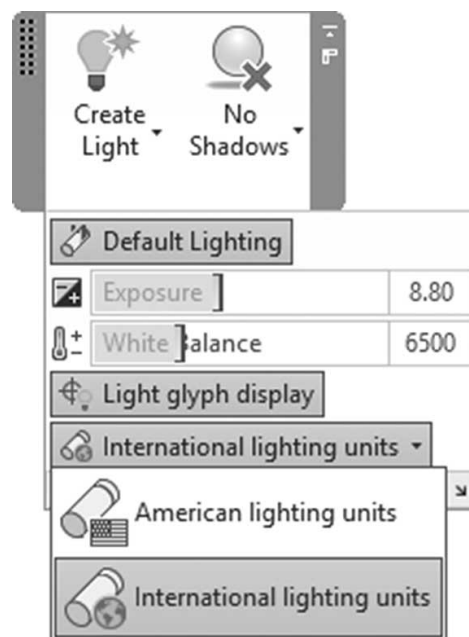 Create
Light
No
Shadows
Default Lighting
Exposure
8.80
White Balance
6500
Light glyph display
International lighting units
American lighting units
International lighting units